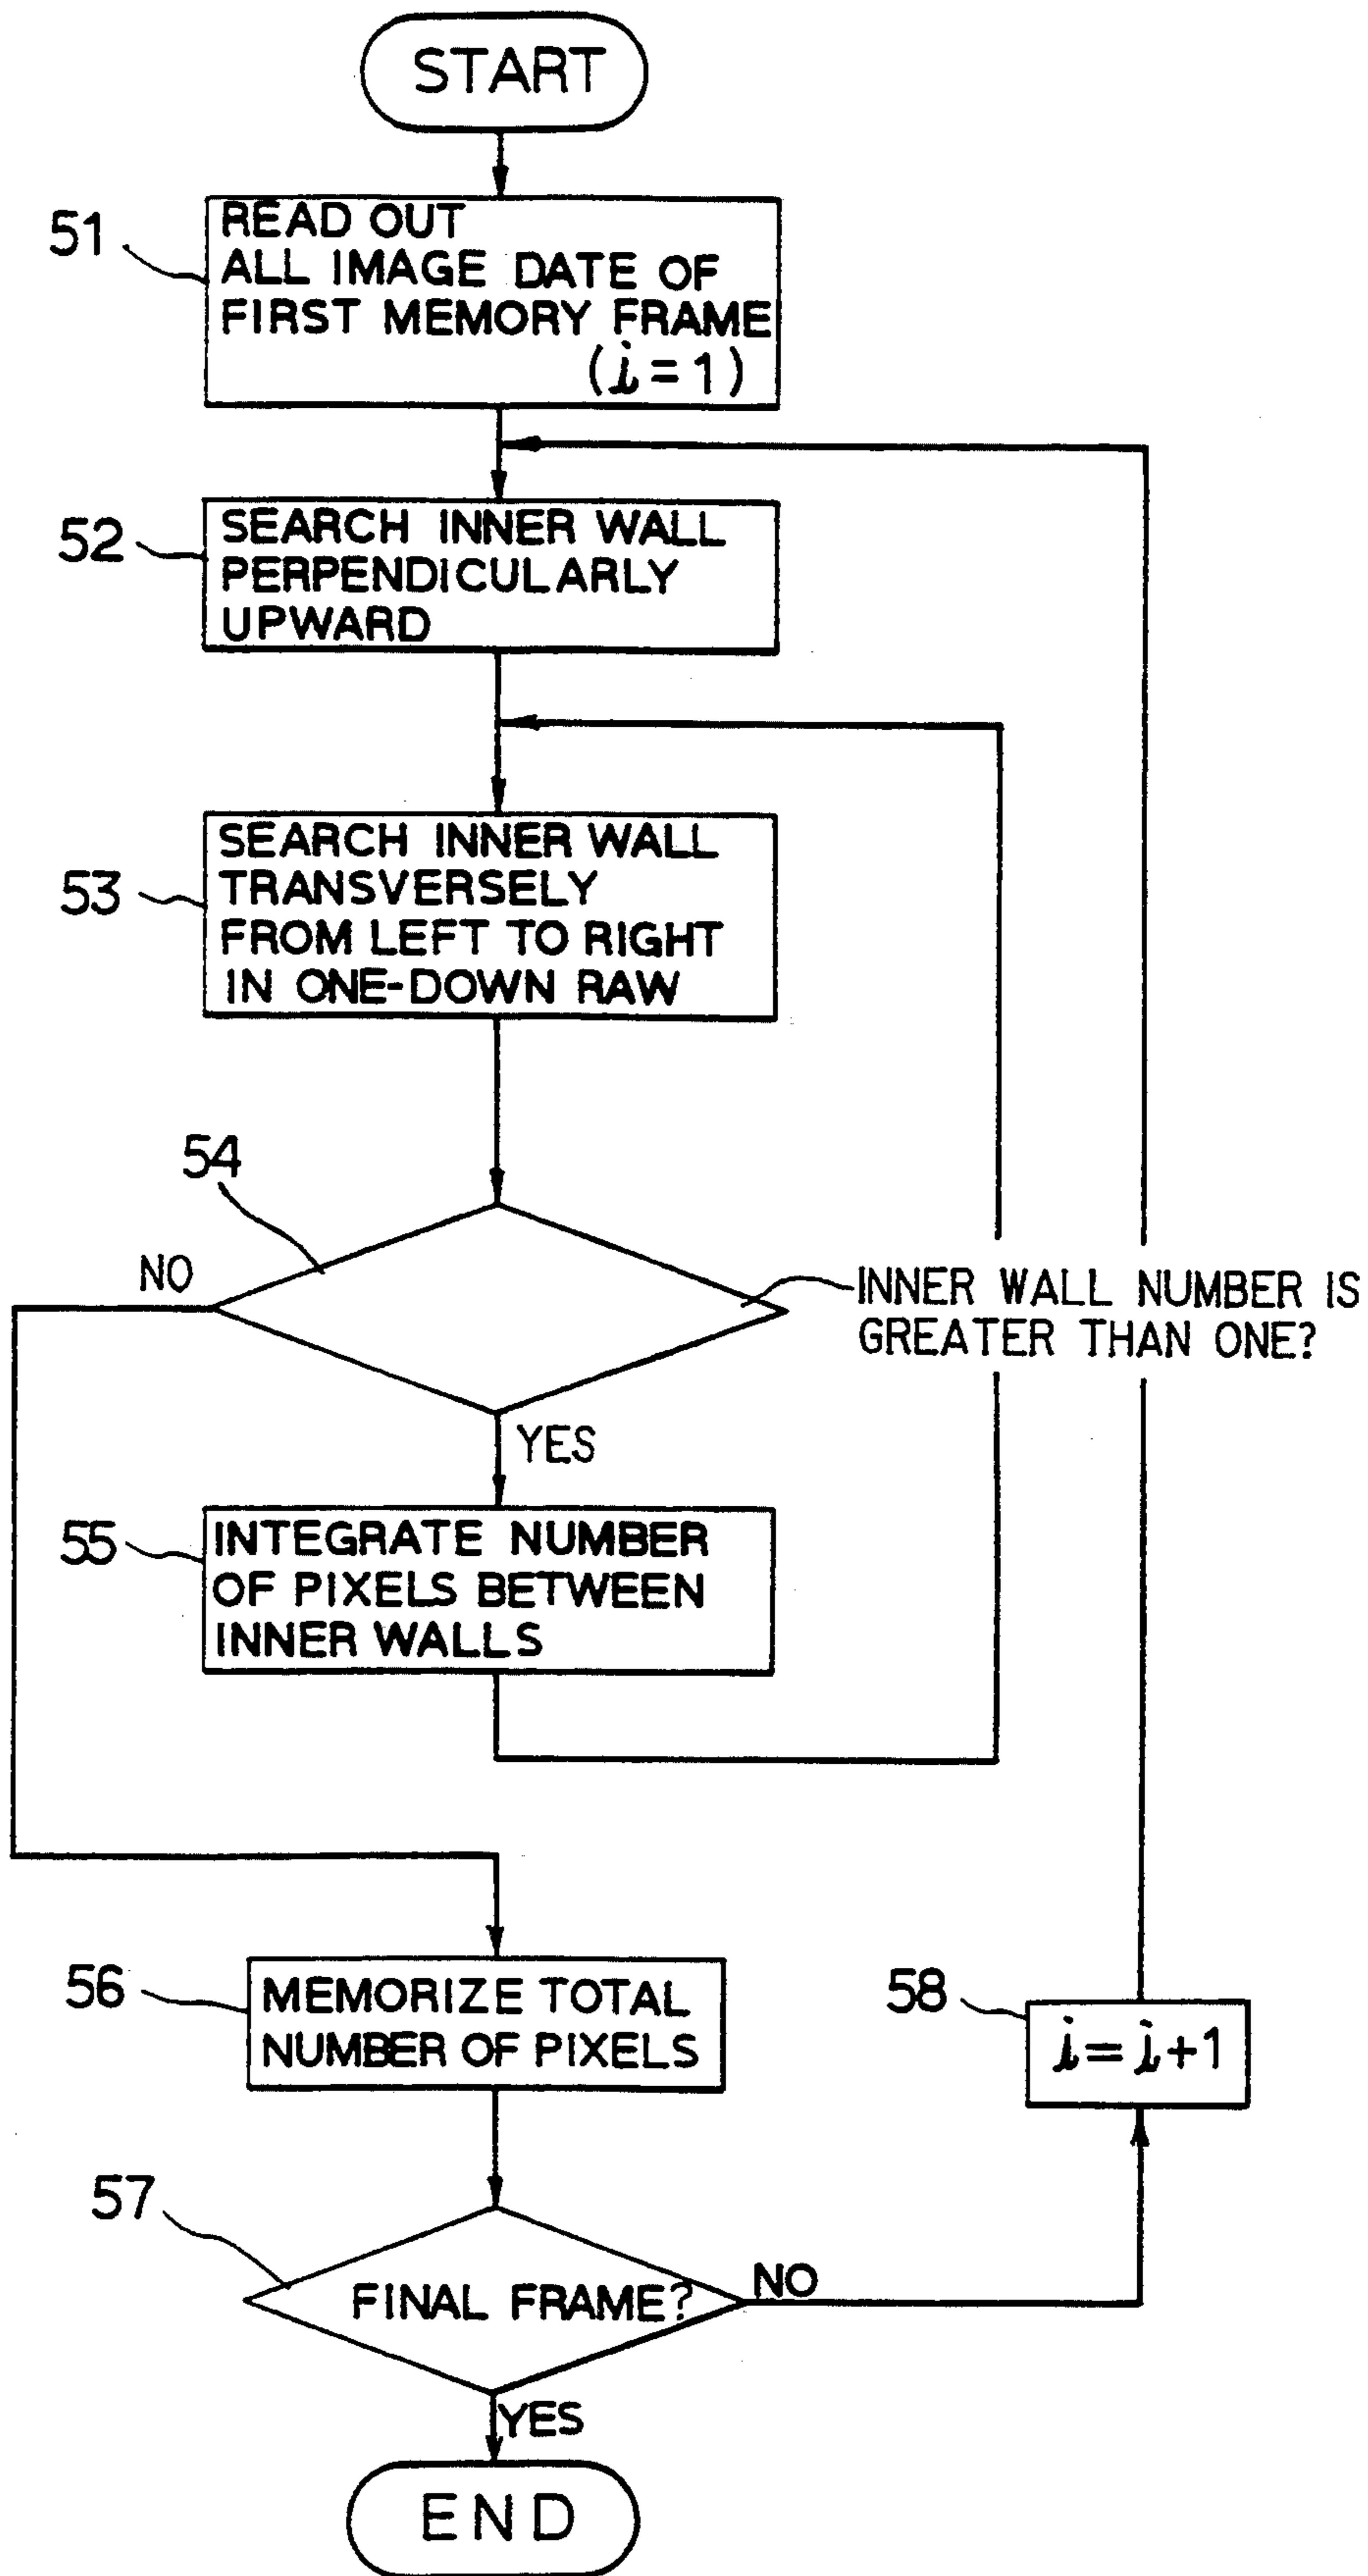 START
51
READ OUT
ALL IMAGE DATE OF
FIRST MEMORY FRAME
(i=1)
52
SEARCH INNER WALL
PERPENDICULARLY
UPWARD
53
SEARCH INNER WALL
TRANSVERSELY
FROM LEFT TO RIGHT
IN ONE-DOWN RAW
54
NO
INNER WALL NUMBER IS
GREATER THAN ONE?
YES
55
INTEGRATE NUMBER
OF PIXELS BETWEEN
INNER WALLS
56
MEMORIZE TOTAL
NUMBER OF PIXELS
58
i=i+1
57
FINAL FRAME?
NO
YES
END